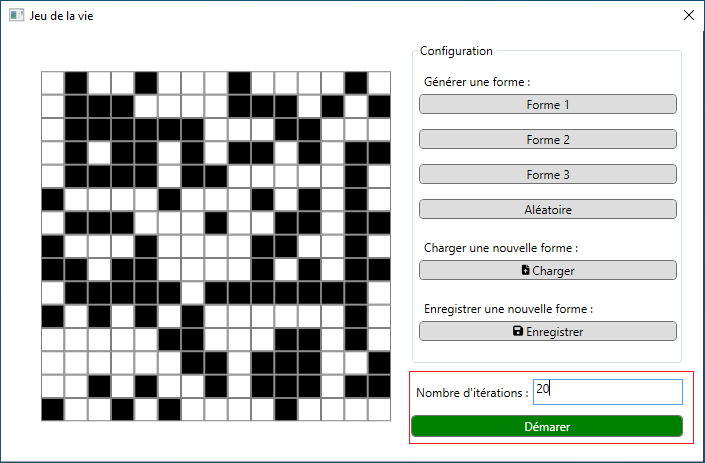 Jeu de la vie
Configuration
Générer une forme :
Forme 1
Forme 2
Forme 3
Aléatoire
Charger une nouvelle forme :
Charger
Enregistrer une nouvelle forme :
Enregistrer
Nombre d'itérations : 20
Démarer